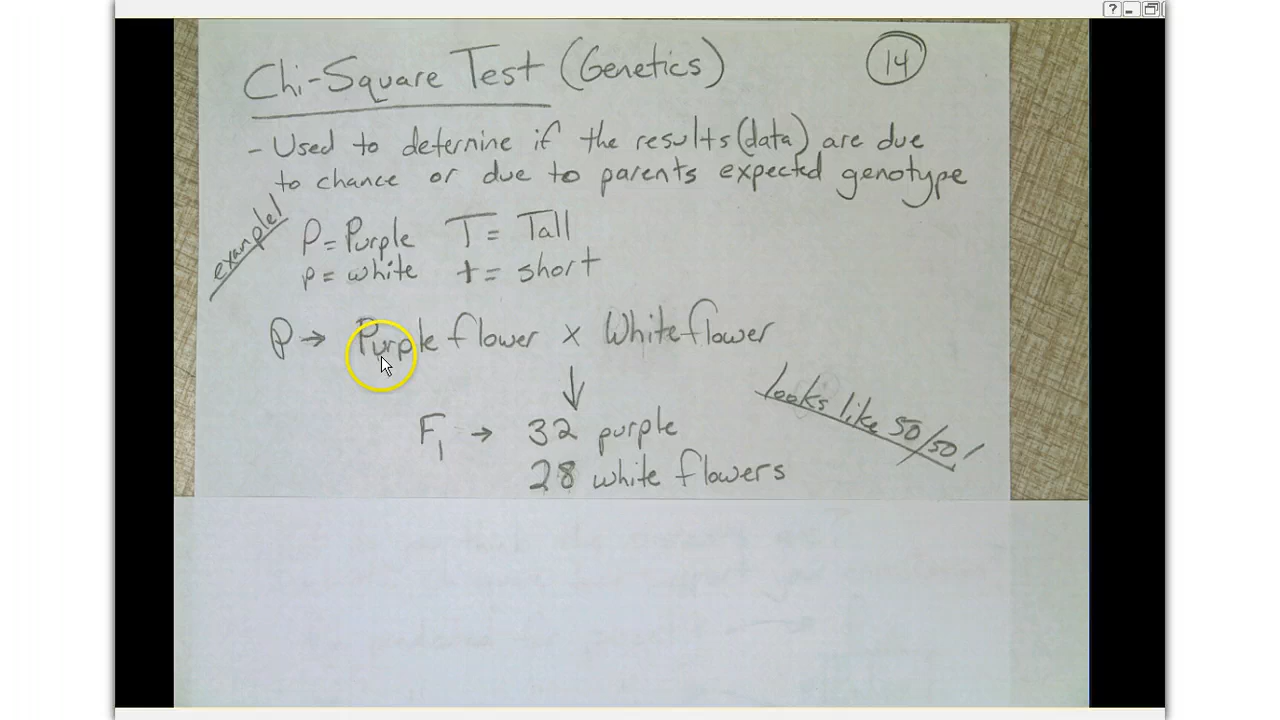 Chi-Square Test (Genetics)
14
- Used to determine if the results (data) are due
to chance or due to parents expected genotype
example!
P = Purple T = Tall
p = white t = short
P → Purple flower x White flower
looks like 50/50!
F1 → 32 purple
28 white flowers